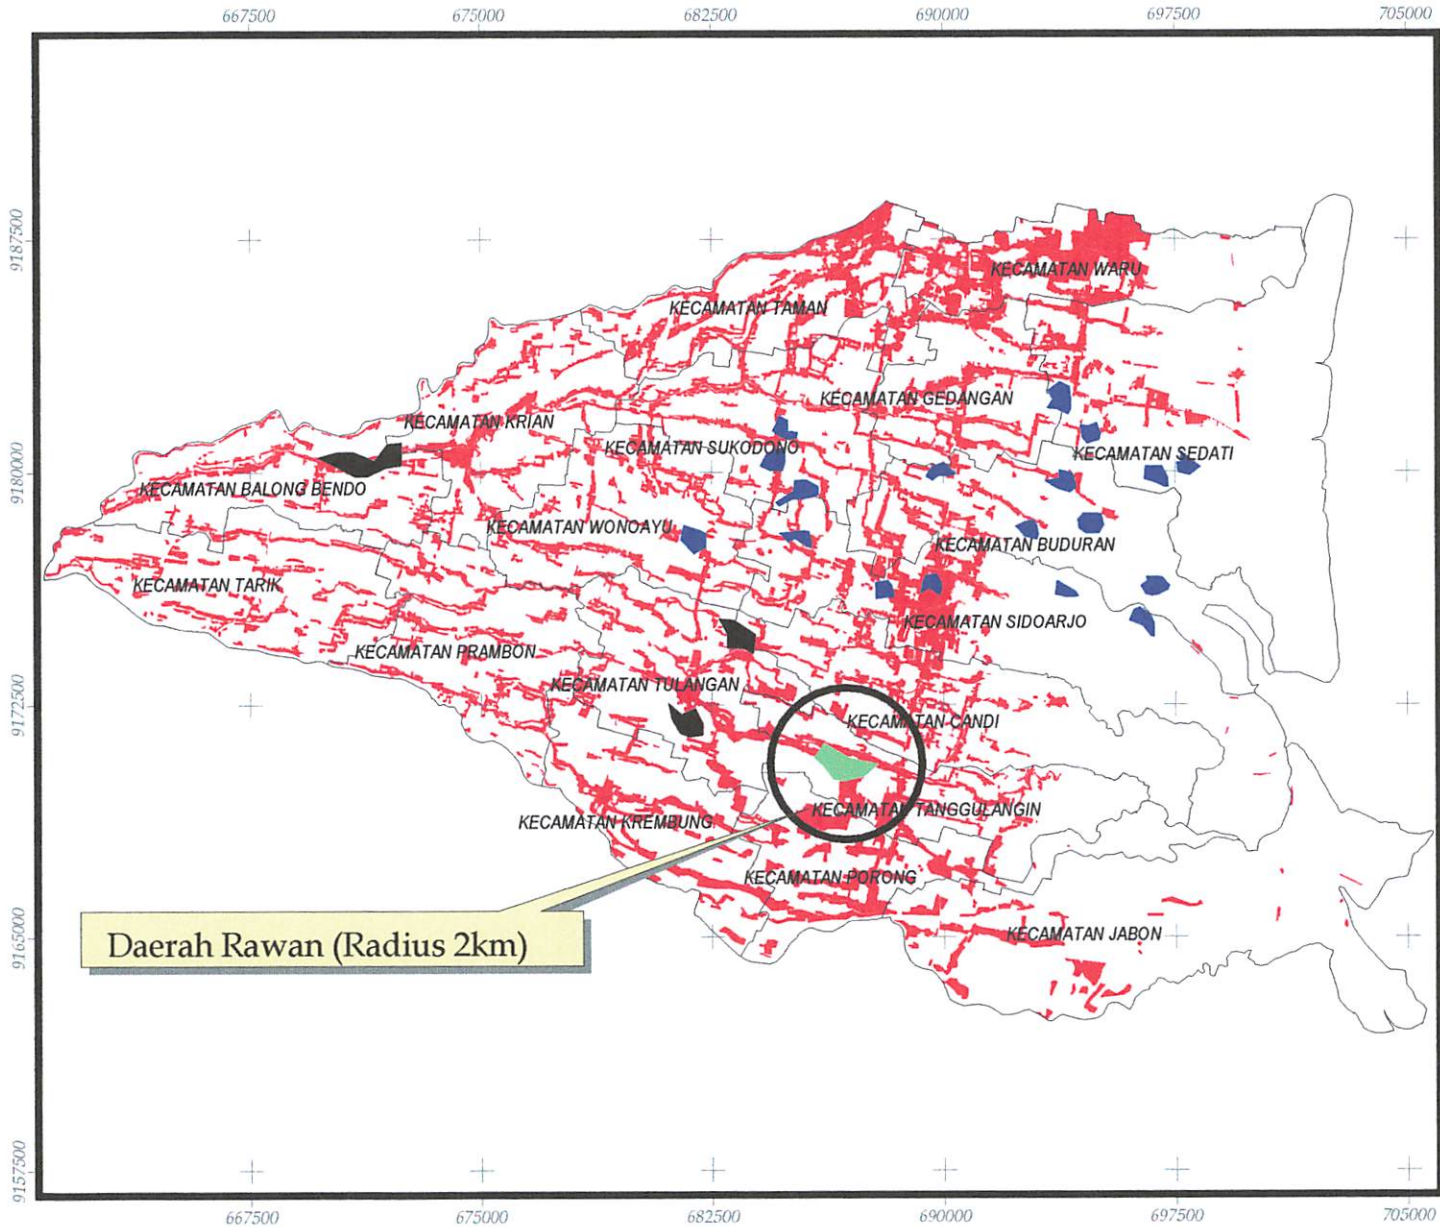 667500 675000 682500 690000 697500 705000
9187500
KECAMATAN WARU
KECAMATAN TAMAN
KECAMATAN GEDANGAN
KECAMATAN KRIAN
KECAMATAN SUKODONO
KECAMATAN SEDATI
9180000
KECAMATAN BALONG BENDO
KECAMATAN WONOAYU
KECAMATAN BUDURAN
KECAMATAN TARIK
KECAMATAN SIDOARJO
KECAMATAN PRAMBON
KECAMATAN TULANGAN
9172500
KECAMATAN CANDI
KECAMATAN TANGGULANGIN
KECAMATAN KREMBUNG
KECAMATAN PORONG
9165000
KECAMATAN JABON
Daerah Rawan (Radius 2km)
9157500
667500 675000 682500 690000 697500 705000